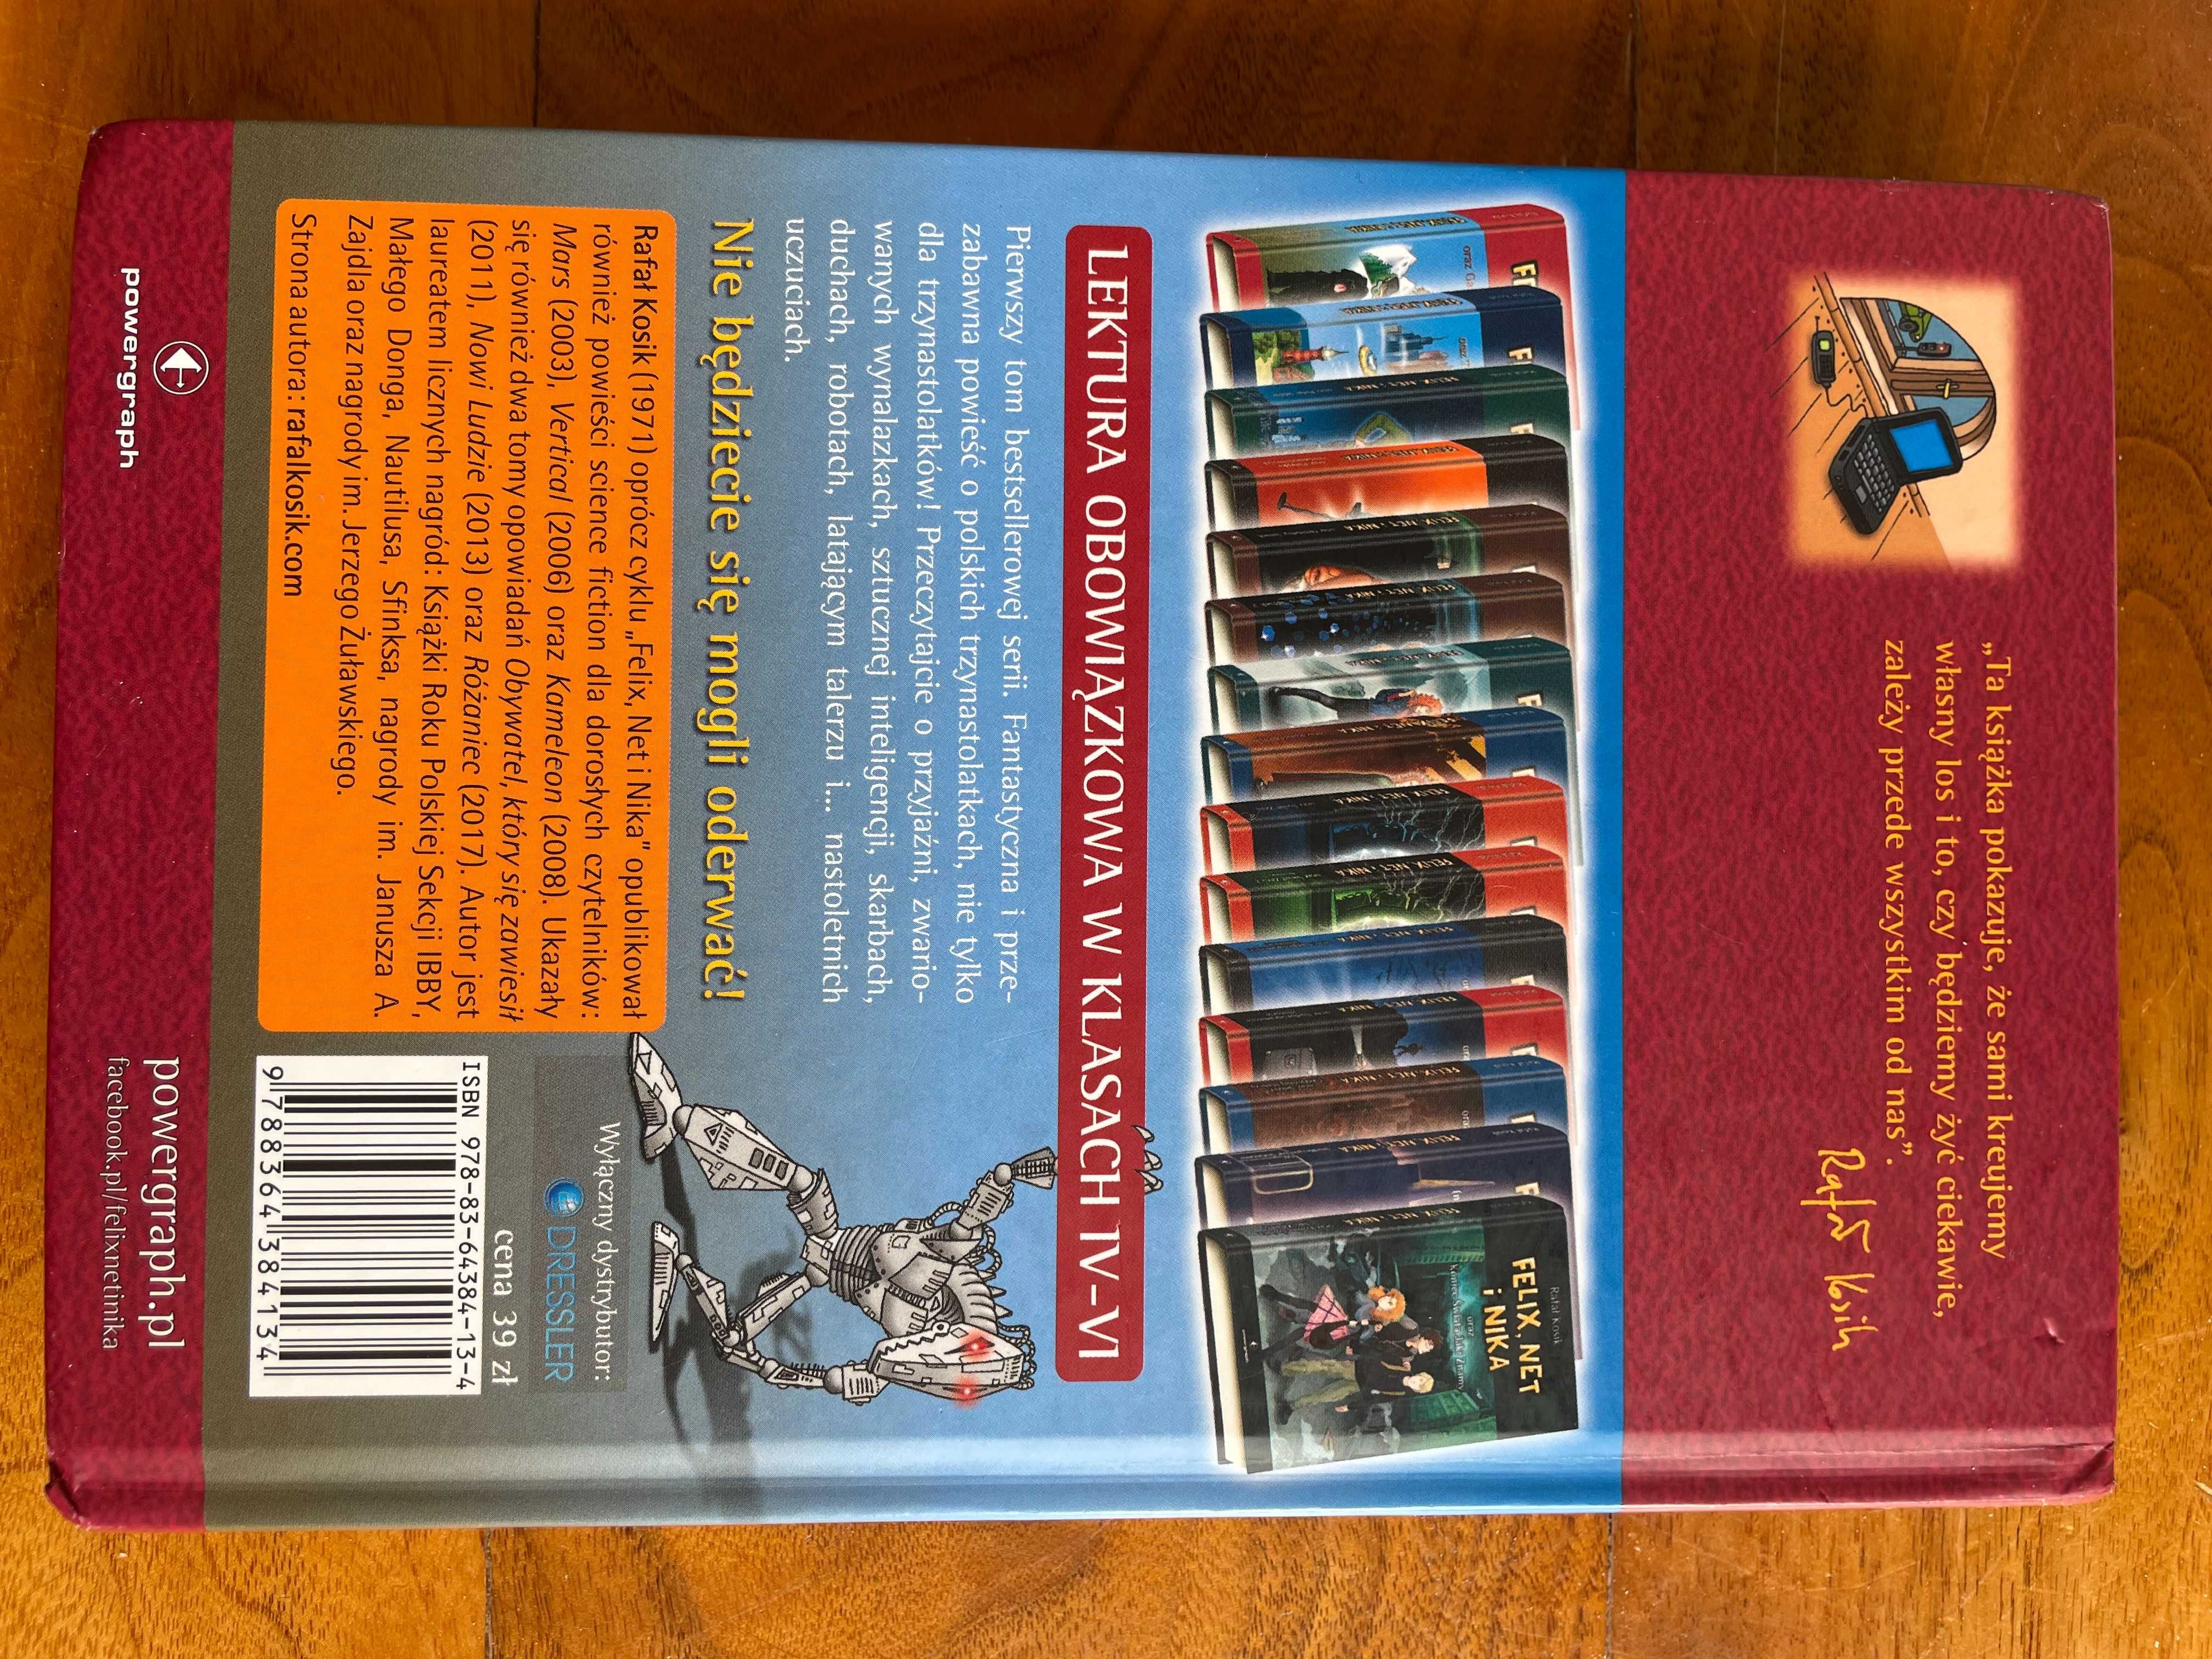 „Ta książka pokazuje, że sami kreujemy
własny los i to, czy będziemy żyć ciekawie,
zależy przede wszystkim od nas”.
Rafał Kosik
Rafał Kosik
FELIX, NET
i NIKA
oraz
Koniec Świata Jaki Znamy
LEKTURA OBOWIĄZKOWA W KLASACH IV–VI
Pierwszy tom bestsellerowej serii. Fantastyczna i prze-
zabawna powieść o polskich trzynastolatkach, nie tylko
dla trzynastolatków! Przeczytajcie o przyjaźni, zwario-
wanych wynalazkach, sztucznej inteligencji, skarbach,
duchach, robotach, latającym talerzu i... nastoletnich
uczuciach.
Nie będziecie się mogli oderwać!
Rafał Kosik (1971) oprócz cyklu „Felix, Net i Nika” opublikował
również powieści science fiction dla dorosłych czytelników:
Mars (2003), Vertical (2006) oraz Kameleon (2008). Ukazały
się również dwa tomy opowiadań Obywatel, który się zawiesił
(2011), Nowi Ludzie (2013) oraz Różaniec (2017). Autor jest
laureatem licznych nagród: Książki Roku Polskiej Sekcji IBBY,
Małego Donga, Nautilusa, Sfinksa, nagrody im. Janusza A.
Zajdla oraz nagrody im. Jerzego Żuławskiego.
Strona autora: rafalkosik.com
Wyłączny dystrybutor:
DRESSLER
cena 39 zł
ISBN 978-83-64384-13-4
9 788364 384134
powergraph
powergraph.pl
facebook.pl/felixnetinika